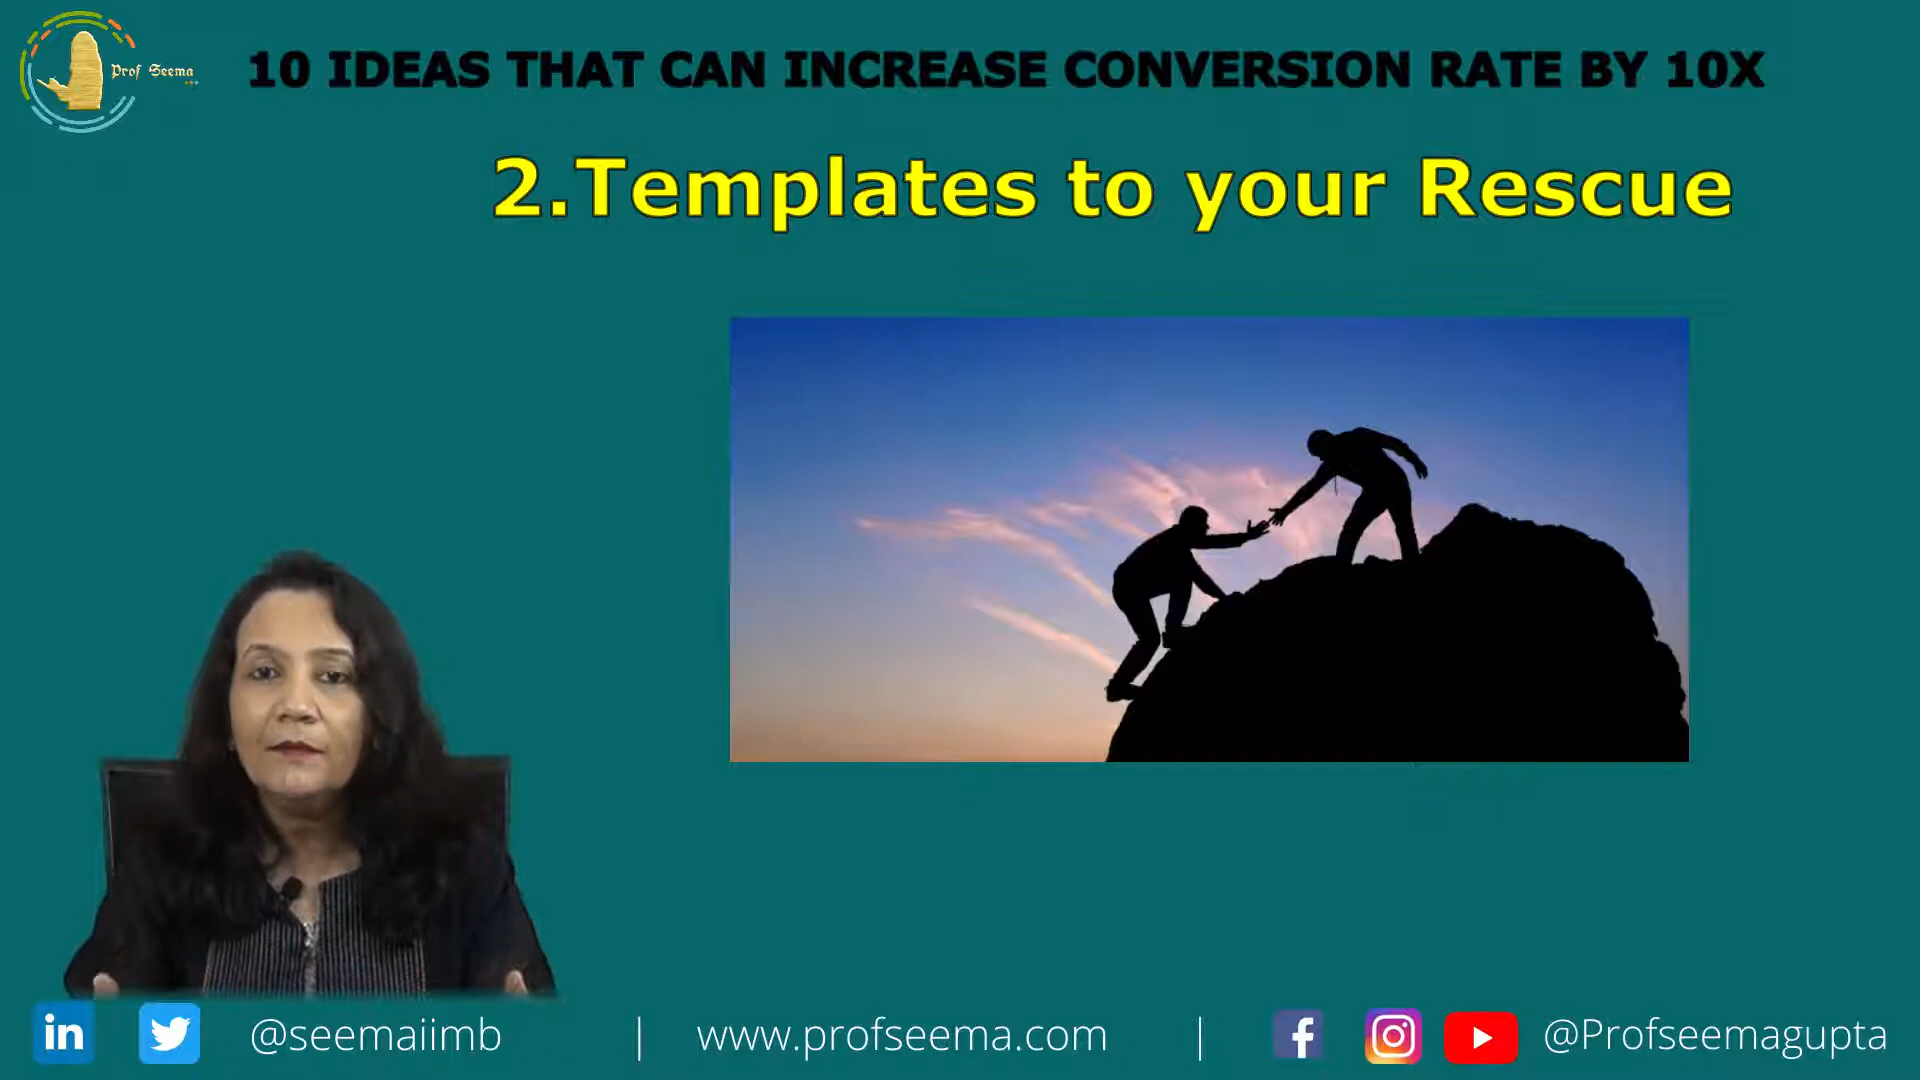 Prof Seema
10 IDEAS THAT CAN INCREASE CONVERSION RATE BY 10X
2.Templates to your Rescue
in
@seemaiimb | www.profseema.com | @Profseemagupta